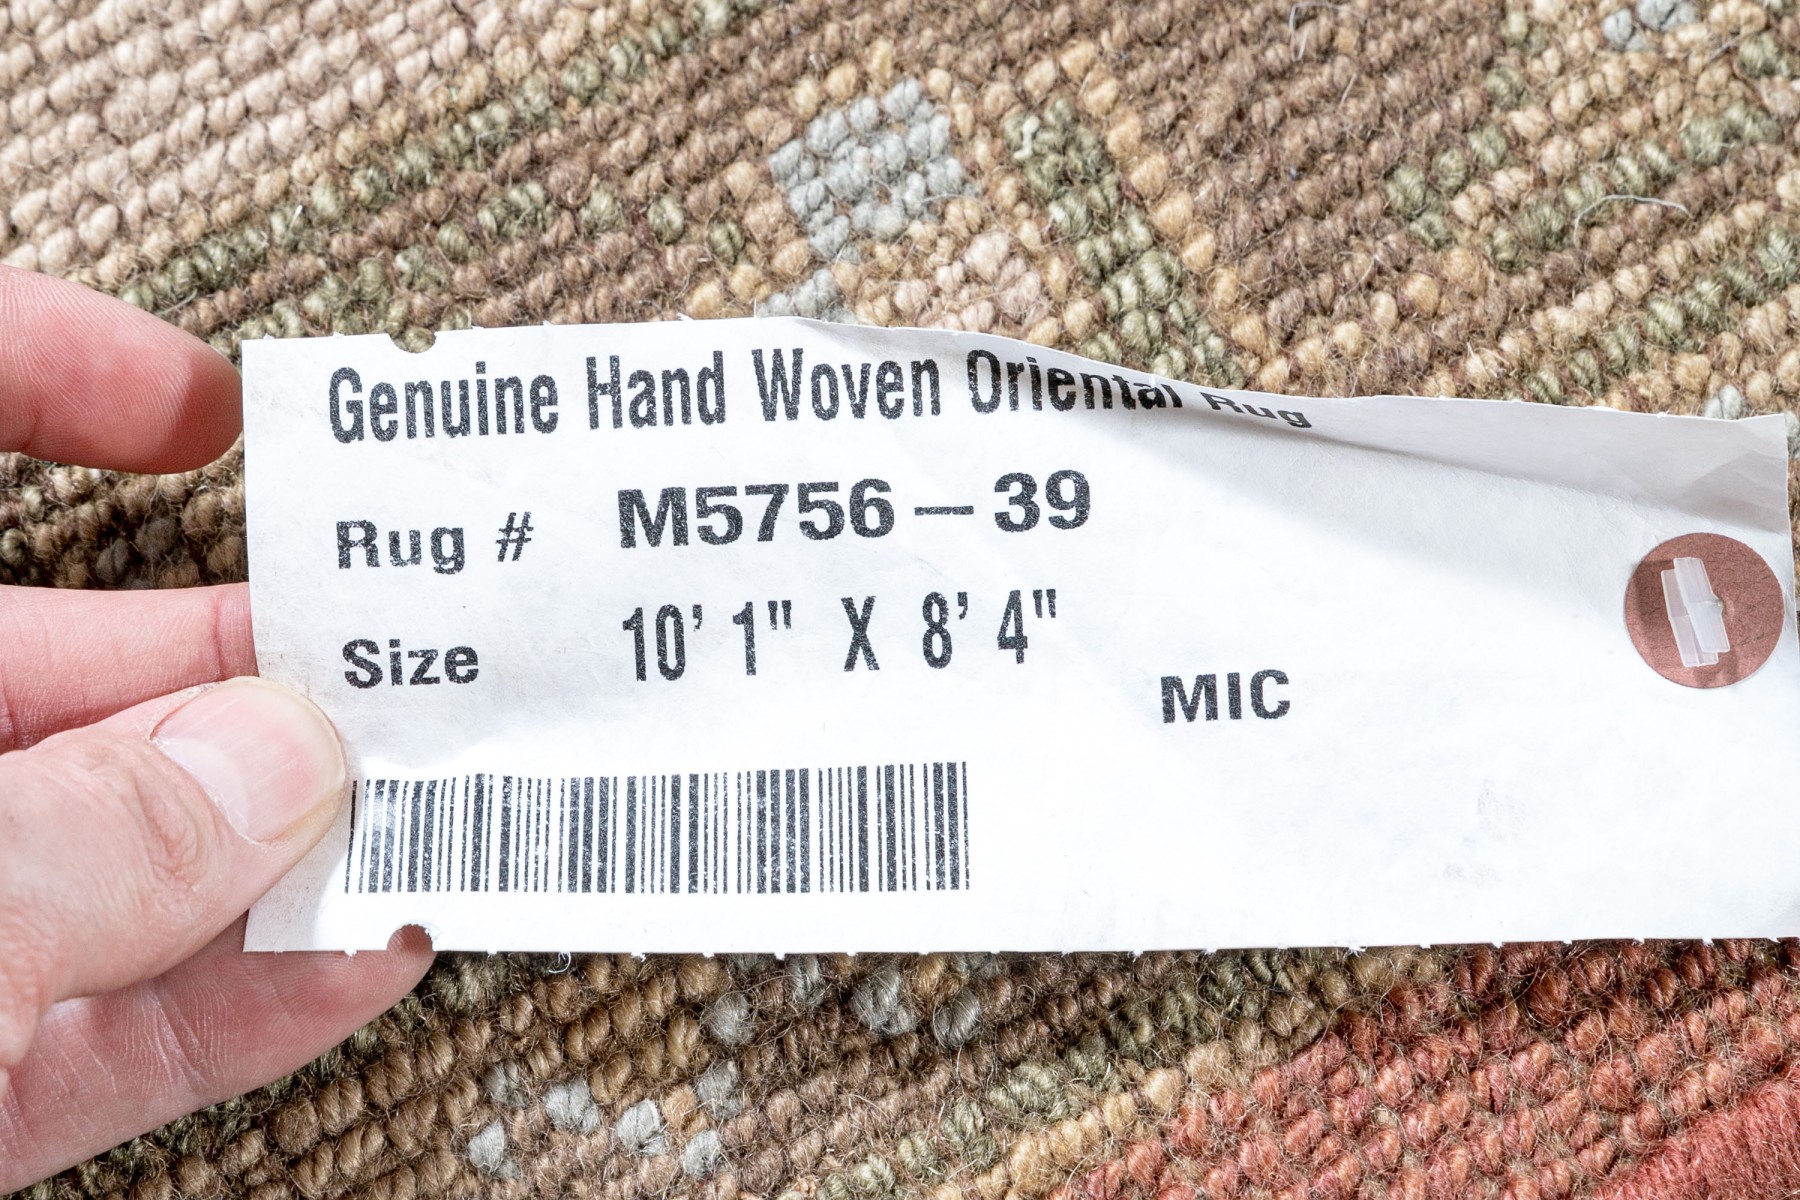 Genuine Hand Woven Oriental Rug
Rug # M5756-39
Size 10' 1" X 8' 4"
MIC